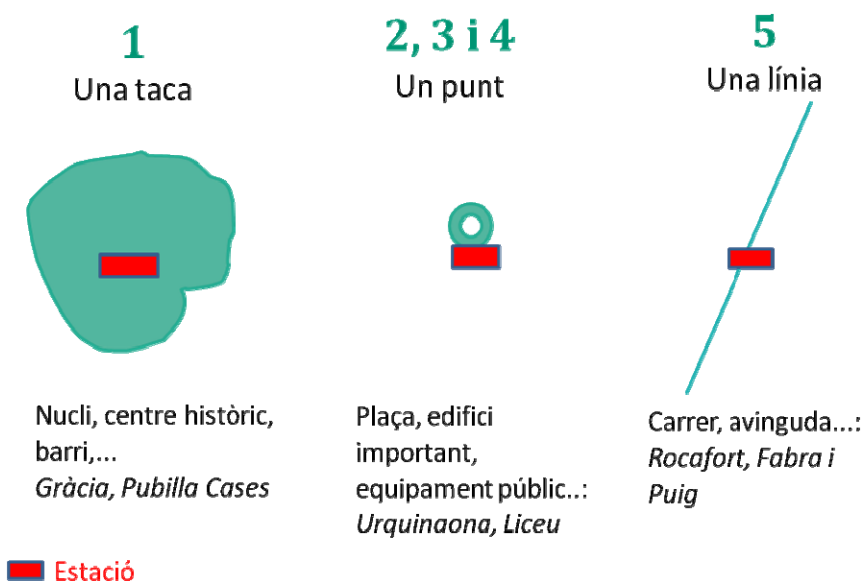 1
Una taca
Nucli, centre històric,
barri,...
Gràcia, Pubilla Cases
2, 3 i 4
Un punt
Plaça, edifici
important,
equipament públic..:
Urquinaona, Liceu
5
Una línia
Carrer, avinguda...:
Rocafort, Fabra i
Puig
Estació